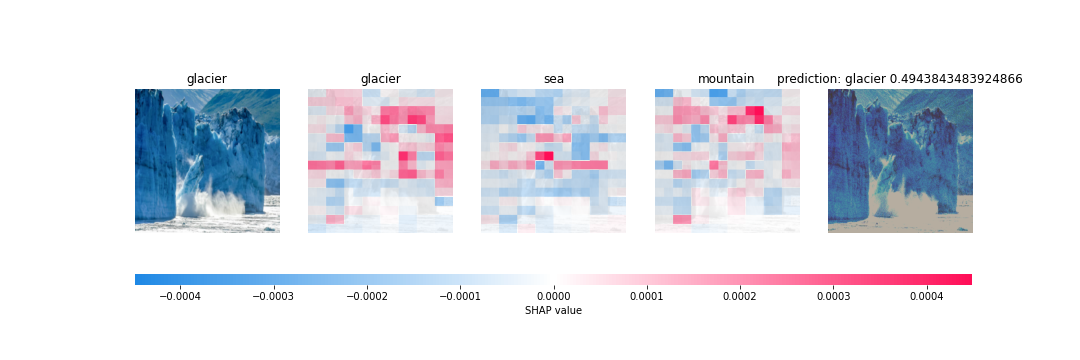 glacier
glacier
sea
mountain
prediction: glacier 0.4943843483924866
−0.0004 −0.0003 −0.0002 −0.0001 0.0000 0.0001 0.0002 0.0003 0.0004
SHAP value